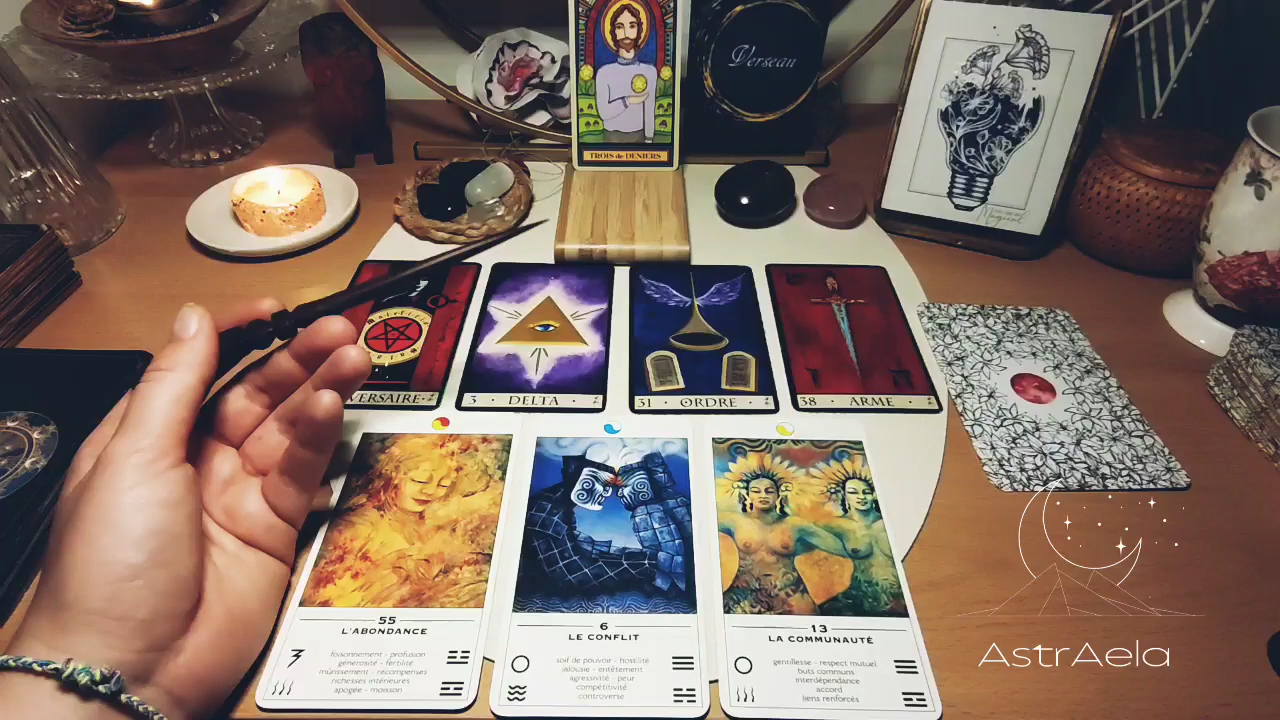 Verseau
TROIS de DENIERS
VERSAIRE
3 · DELTA
31 · ORDRE
38 · ARME
55
L'ABONDANCE
foisonnement - profusion
générosité - fertilité
mûrissement - récompenses
richesses intérieures
apogée - moisson
6
LE CONFLIT
soif de pouvoir - hostilité
jalousie - entêtement
agressivité - peur
compétitivité
controverse
13
LA COMMUNAUTÉ
gentillesse - respect mutuel
buts communs
interdépendance
accord
liens renforcés
AstrAela